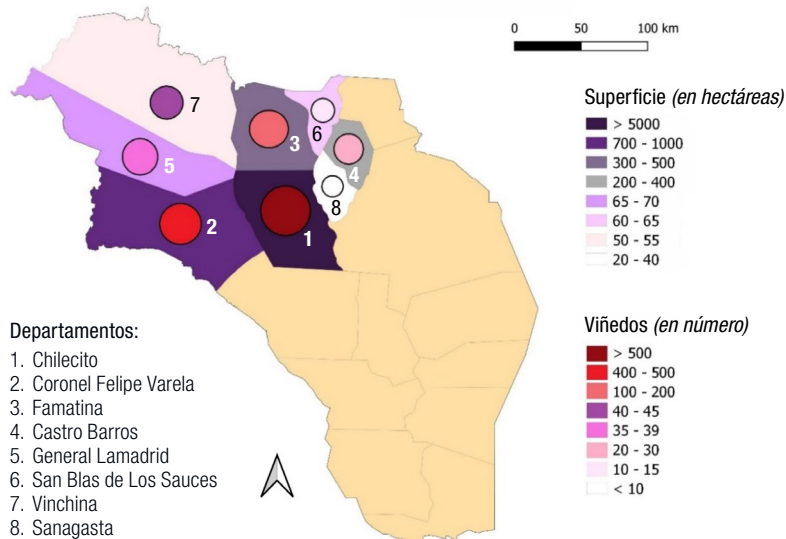 0 50 100 km
Superficie (en hectáreas)
> 5000
700 - 1000
300 - 500
200 - 400
65 - 70
60 - 65
50 - 55
20 - 40
7
6
3
4
5
8
2
1
Viñedos (en número)
> 500
400 - 500
100 - 200
40 - 45
35 - 39
20 - 30
10 - 15
< 10
Departamentos:
1. Chilecito
2. Coronel Felipe Varela
3. Famatina
4. Castro Barros
5. General Lamadrid
6. San Blas de Los Sauces
7. Vinchina
8. Sanagasta